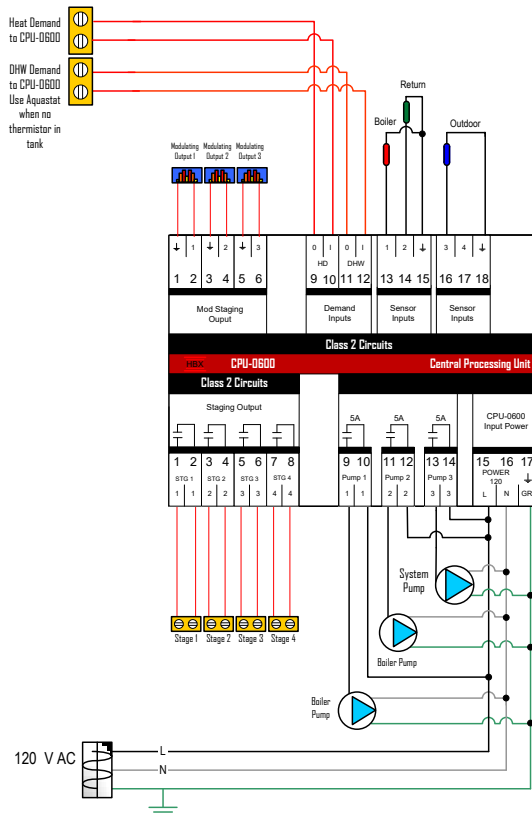 Heat Demand
to CPU-0600
DHW Demand
to CPU-0600
Use Aquastat
when no
thermistor in
tank
Return
Boiler
Outdoor
Modulating
Output 1
Modulating
Output 2
Modulating
Output 3
1 2 3
0 I 0 I
HD DHW
1 2 3 4
1 2 3 4 5 6
9 10 11 12
13 14 15
16 17 18
Mod Staging
Ouput
Demand
Inputs
Sensor
Inputs
Sensor
Inputs
Class 2 Circuits
HBX CPU-0600 Central Processing Unit
Class 2 Circuits
Staging Output
5A 5A 5A
CPU-0600
Input Power
1 2 3 4 5 6 7 8
9 10 11 12 13 14 15 16 17
STG 1 STG 2 STG 3 STG 4
Pump 1 Pump 2 Pump 3
POWER
120
1 1 2 2 3 3 4 4
1 1 2 2 3 3 L N GR
System
Pump
Stage 1 Stage 2 Stage 3 Stage 4
Boiler Pump
Boiler
Pump
120 V AC
L
N